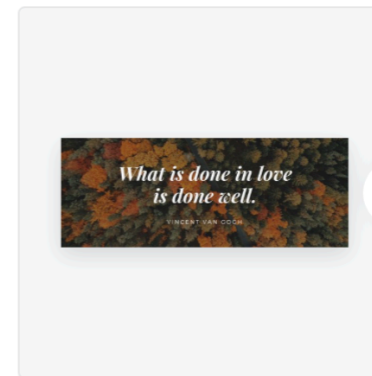 What is done in love
is done well.
VINCENT VAN GOGH